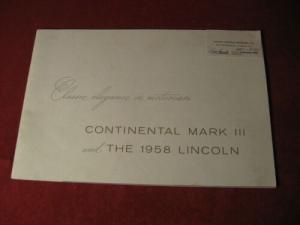 Classic elegance in motorcars
CONTINENTAL MARK III
and THE 1958 LINCOLN